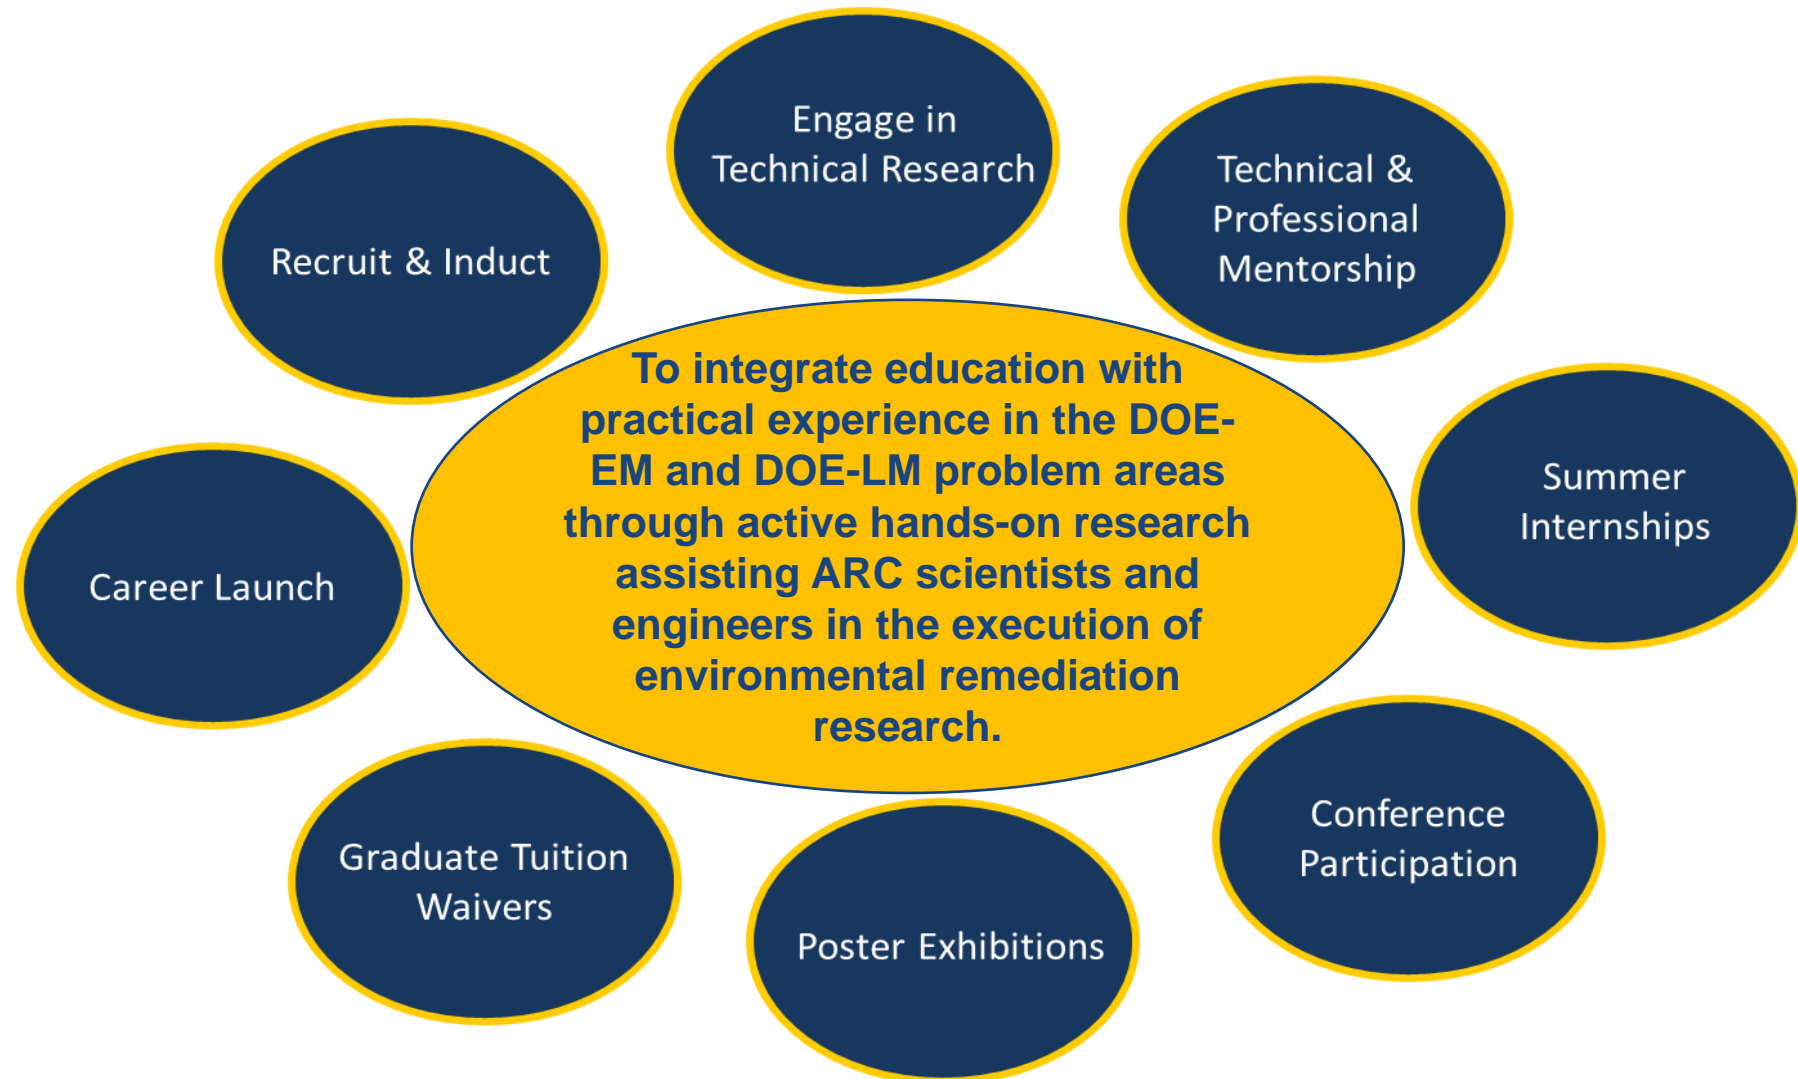 Engage in
Technical Research
Technical &
Professional
Mentorship
Recruit & Induct
To integrate education with
practical experience in the DOE-
EM and DOE-LM problem areas
through active hands-on research
assisting ARC scientists and
engineers in the execution of
environmental remediation
research.
Summer
Internships
Career Launch
Conference
Participation
Graduate Tuition
Waivers
Poster Exhibitions